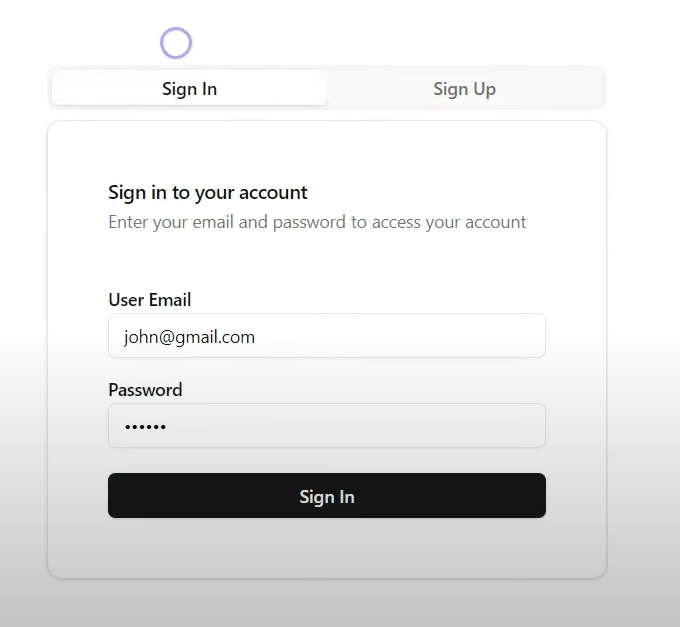 Sign In
Sign Up
Sign in to your account
Enter your email and password to access your account
User Email
john@gmail.com
Password
••••••
Sign In